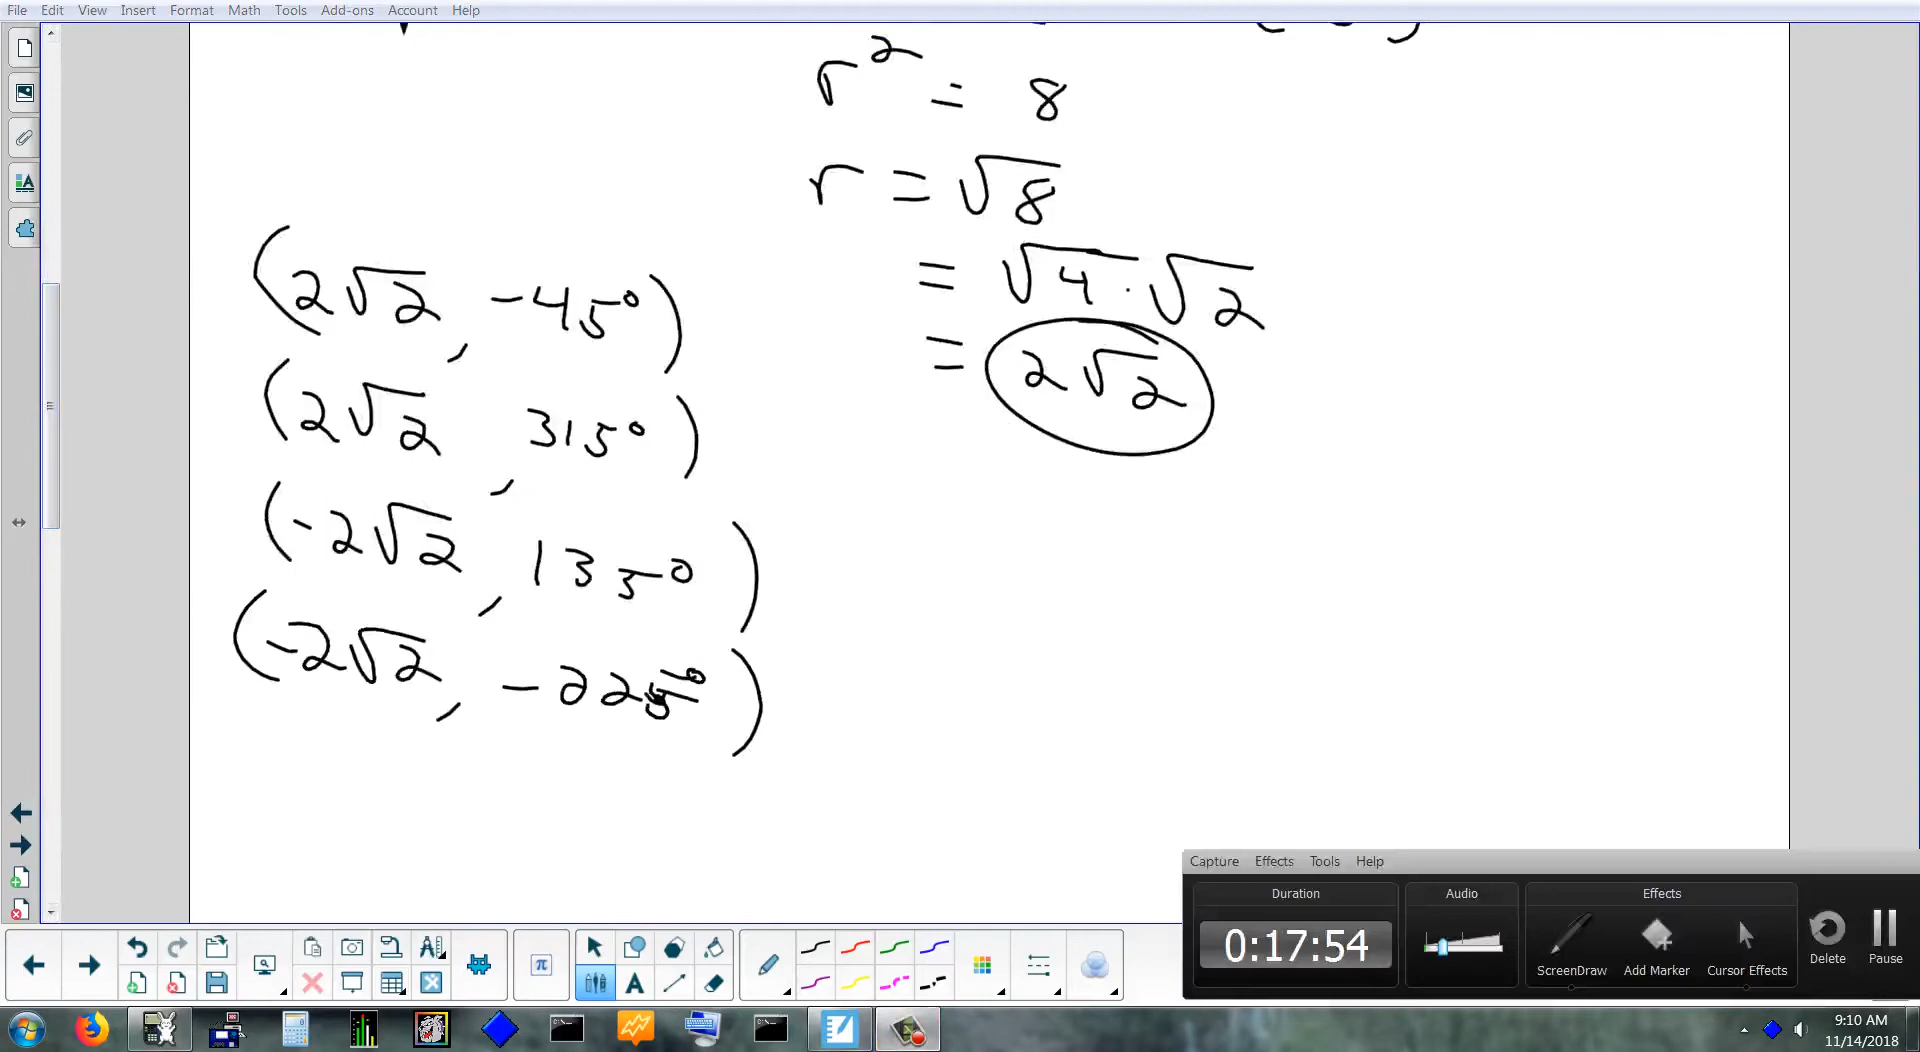 File Edit View Insert Format Math Tools Add-ons Account Help
r² = 8
r = √8
= √4 · √2
= 2√2
(2√2, -45°)
(2√2, 315°)
(-2√2, 135°)
(-2√2, -225°)
Capture Effects Tools Help
Duration Audio Effects
0:17:54
ScreenDraw Add Marker Cursor Effects Delete Pause
π
A
9:10 AM
11/14/2018